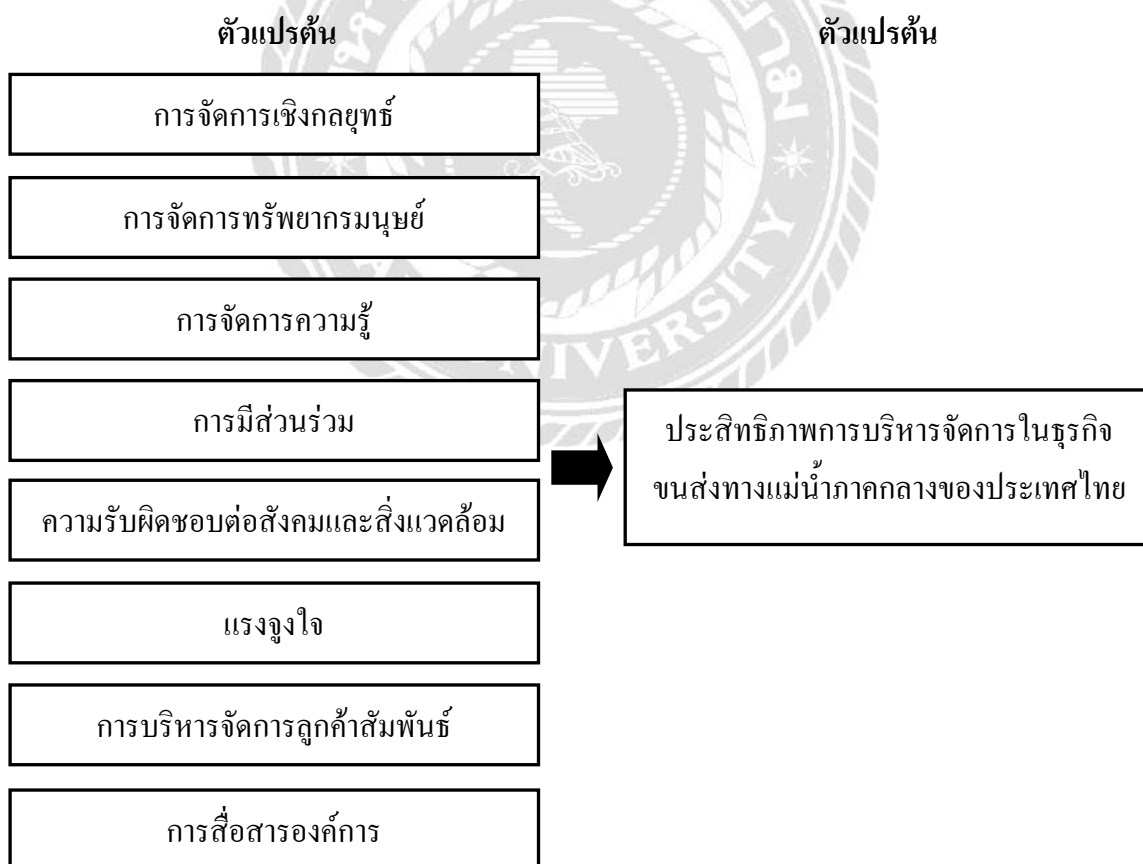 ตัวแปรต้น
ตัวแปรต้น
การจัดการเชิงกลยุทธ์
การจัดการทรัพยากรมนุษย์
การจัดการความรู้
การมีส่วนร่วม
ความรับผิดชอบต่อสังคมและสิ่งแวดล้อม
แรงจูงใจ
การบริหารจัดการลูกค้าสัมพันธ์
การสื่อสารองค์การ
ประสิทธิภาพการบริหารจัดการในธุรกิจ
ขนส่งทางแม่น้ำภาคกลางของประเทศไทย
UNIVERSITY